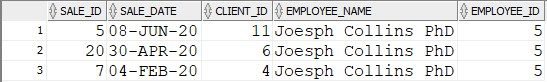 SALE_ID SALE_DATE CLIENT_ID EMPLOYEE_NAME EMPLOYEE_ID
1 5 08-JUN-20 11 Joesph Collins PhD 5
2 20 30-APR-20 6 Joesph Collins PhD 5
3 7 04-FEB-20 4 Joesph Collins PhD 5